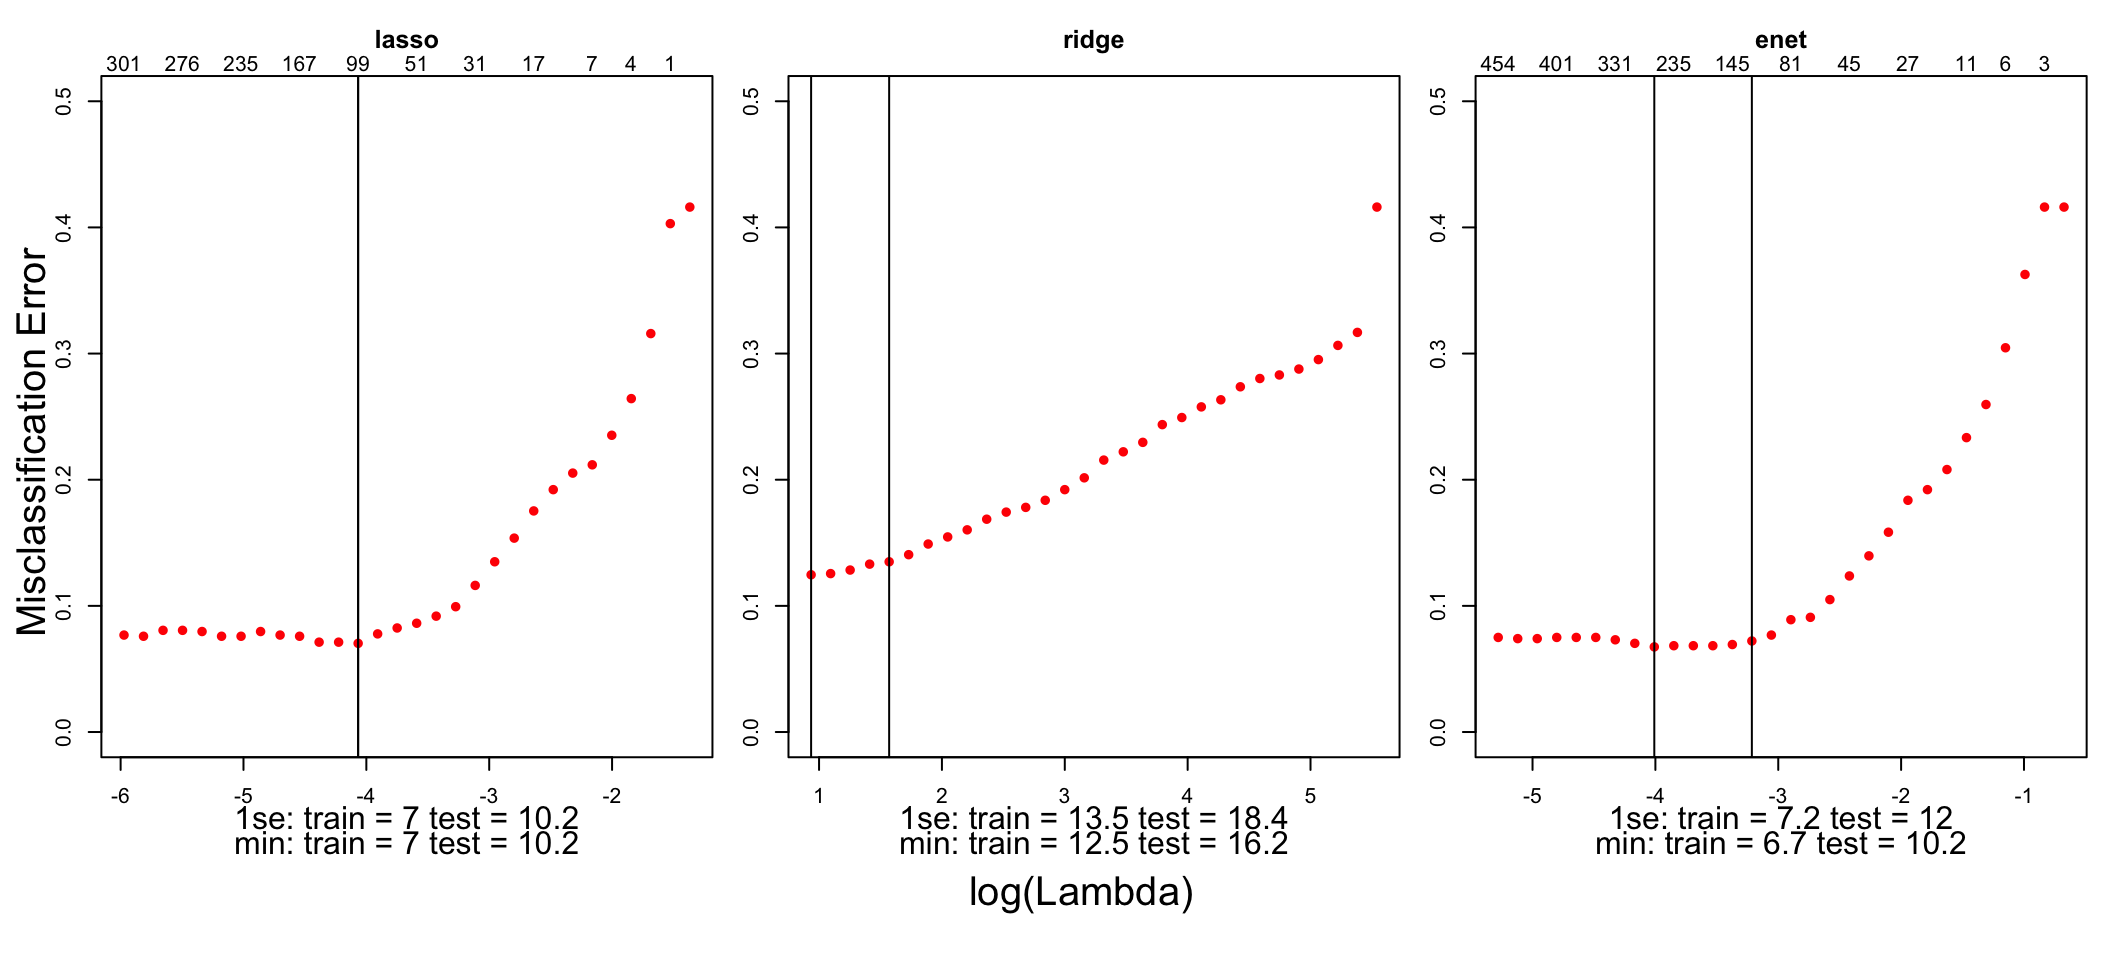 lasso
301 276 235 167 99 51 31 17 7 4 1
ridge
enet
454 401 331 235 145 81 45 27 11 6 3
Misclassification Error
0.5
0.4
0.3
0.2
0.1
0.0
-6 -5 -4 -3 -2
1se: train = 7 test = 10.2
min: train = 7 test = 10.2
0.5
0.4
0.3
0.2
0.1
0.0
1 2 3 4 5
1se: train = 13.5 test = 18.4
min: train = 12.5 test = 16.2
0.5
0.4
0.3
0.2
0.1
0.0
-5 -4 -3 -2 -1
1se: train = 7.2 test = 12
min: train = 6.7 test = 10.2
log(Lambda)